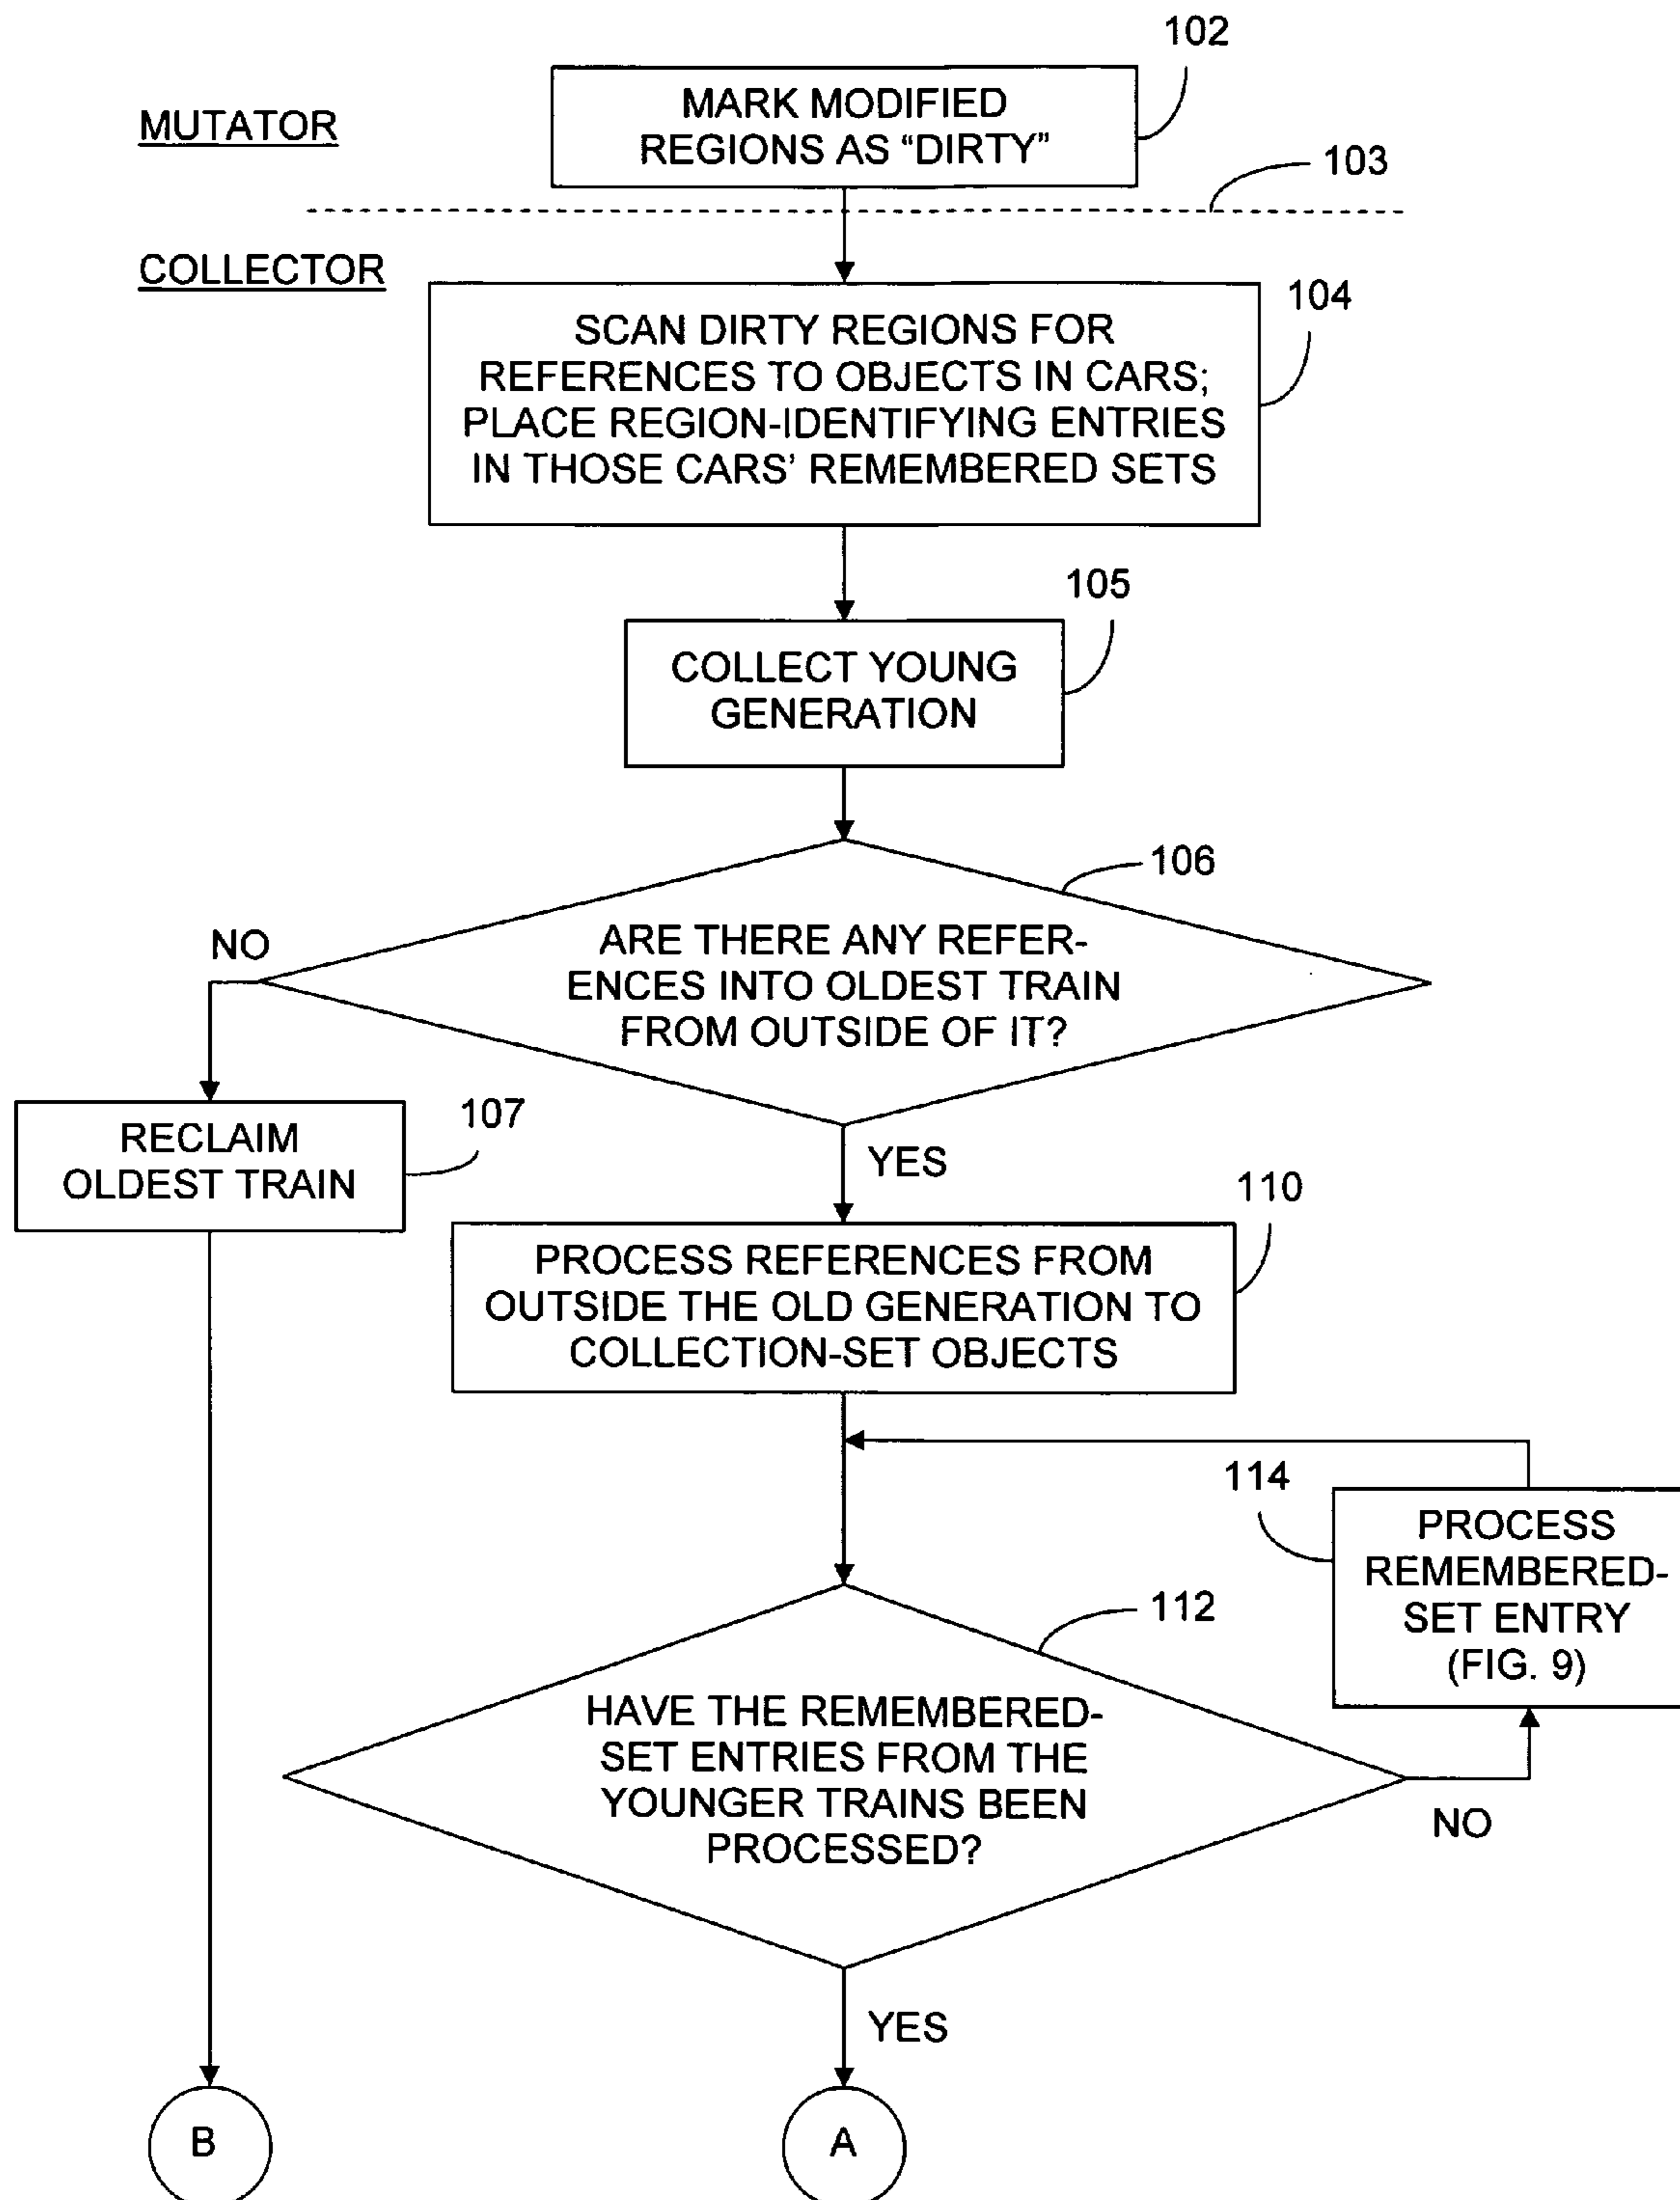 102
MARK MODIFIED
REGIONS AS “DIRTY”
MUTATOR
103
COLLECTOR
104
SCAN DIRTY REGIONS FOR
REFERENCES TO OBJECTS IN CARS;
PLACE REGION-IDENTIFYING ENTRIES
IN THOSE CARS’ REMEMBERED SETS
105
COLLECT YOUNG
GENERATION
106
NO
ARE THERE ANY REFER-
ENCES INTO OLDEST TRAIN
FROM OUTSIDE OF IT?
107
RECLAIM
OLDEST TRAIN
YES
110
PROCESS REFERENCES FROM
OUTSIDE THE OLD GENERATION TO
COLLECTION-SET OBJECTS
114
PROCESS
REMEMBERED-
SET ENTRY
(FIG. 9)
112
HAVE THE REMEMBERED-
SET ENTRIES FROM THE
YOUNGER TRAINS BEEN
PROCESSED?
NO
YES
B
A